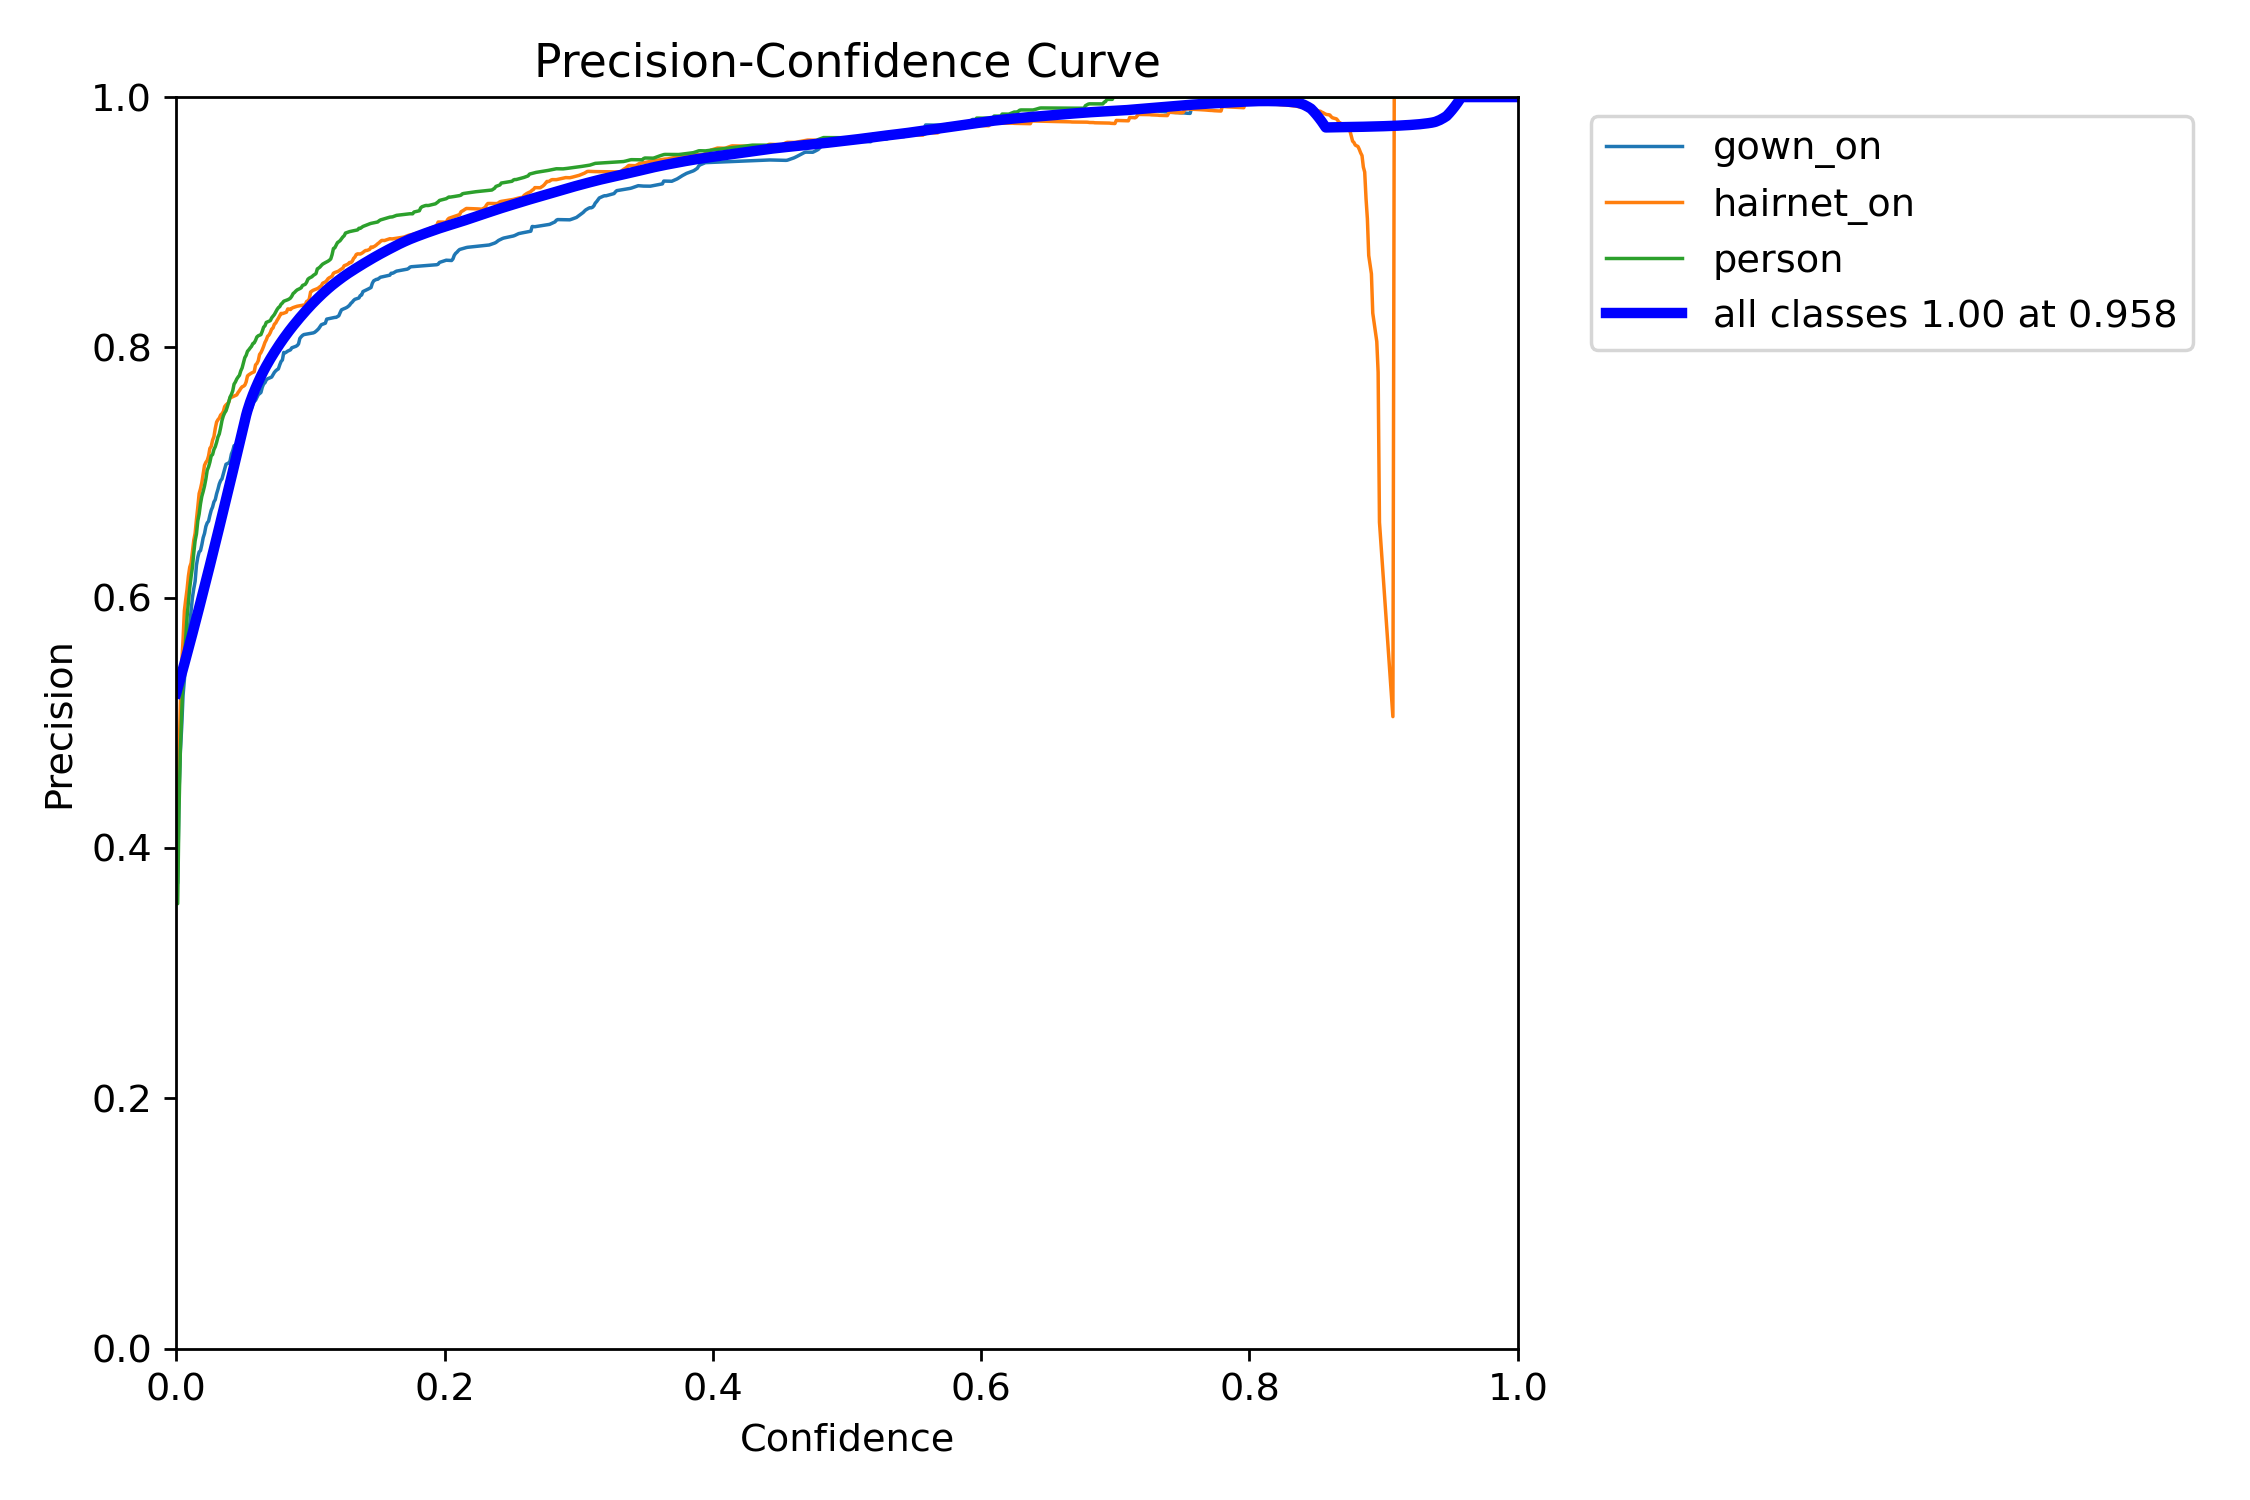 Precision-Confidence Curve
1.0
0.8
0.6
0.4
0.2
0.0
Precision
0.0 0.2 0.4 0.6 0.8 1.0
Confidence
gown_on
hairnet_on
person
all classes 1.00 at 0.958